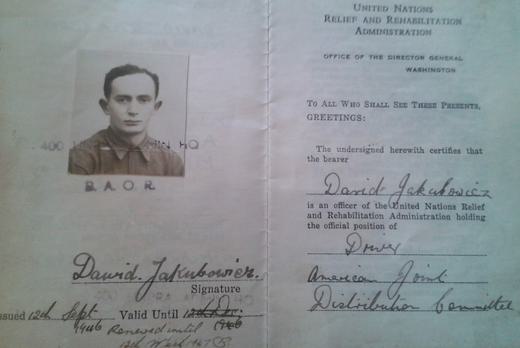 400
HQ
B.A.O.R.
Dawid. Jakubowicz.
Signature
issued 12th Sept 1946 Valid Until
Renewed until
UNITED NATIONS
RELIEF AND REHABILITATION
ADMINISTRATION
OFFICE OF THE DIRECTOR GENERAL
WASHINGTON
TO ALL WHO SHALL SEE THESE PRESENTS,
GREETINGS:
The undersigned herewith certifies that
the bearer
David Jakubowicz
is an officer of the United Nations Relief
and Rehabilitation Administration holding
the official position of
Driver
American Joint
Distribution Committee